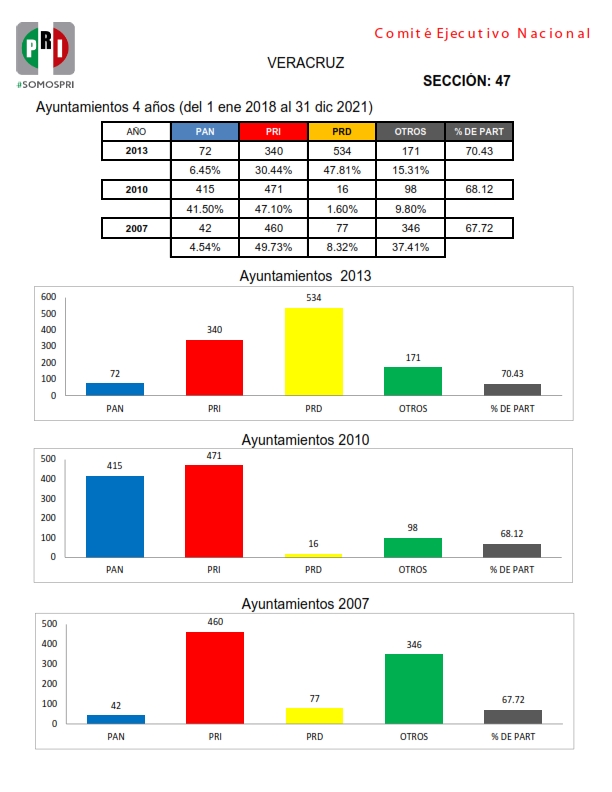 Comité Ejecutivo Nacional
PRI
#SOMOSPRI
VERACRUZ
SECCIÓN: 47
Ayuntamientos 4 años (del 1 ene 2018 al 31 dic 2021)
AÑO PAN PRI PRD OTROS % DE PART
2013 72 340 534 171 70.43
6.45% 30.44% 47.81% 15.31%
2010 415 471 16 98 68.12
41.50% 47.10% 1.60% 9.80%
2007 42 460 77 346 67.72
4.54% 49.73% 8.32% 37.41%
Ayuntamientos 2013
600
500
400
300
200
100
0
72
340
534
171
70.43
PAN PRI PRD OTROS % DE PART
Ayuntamientos 2010
500
400
300
200
100
0
415
471
16
98
68.12
PAN PRI PRD OTROS % DE PART
Ayuntamientos 2007
500
400
300
200
100
0
42
460
77
346
67.72
PAN PRI PRD OTROS % DE PART